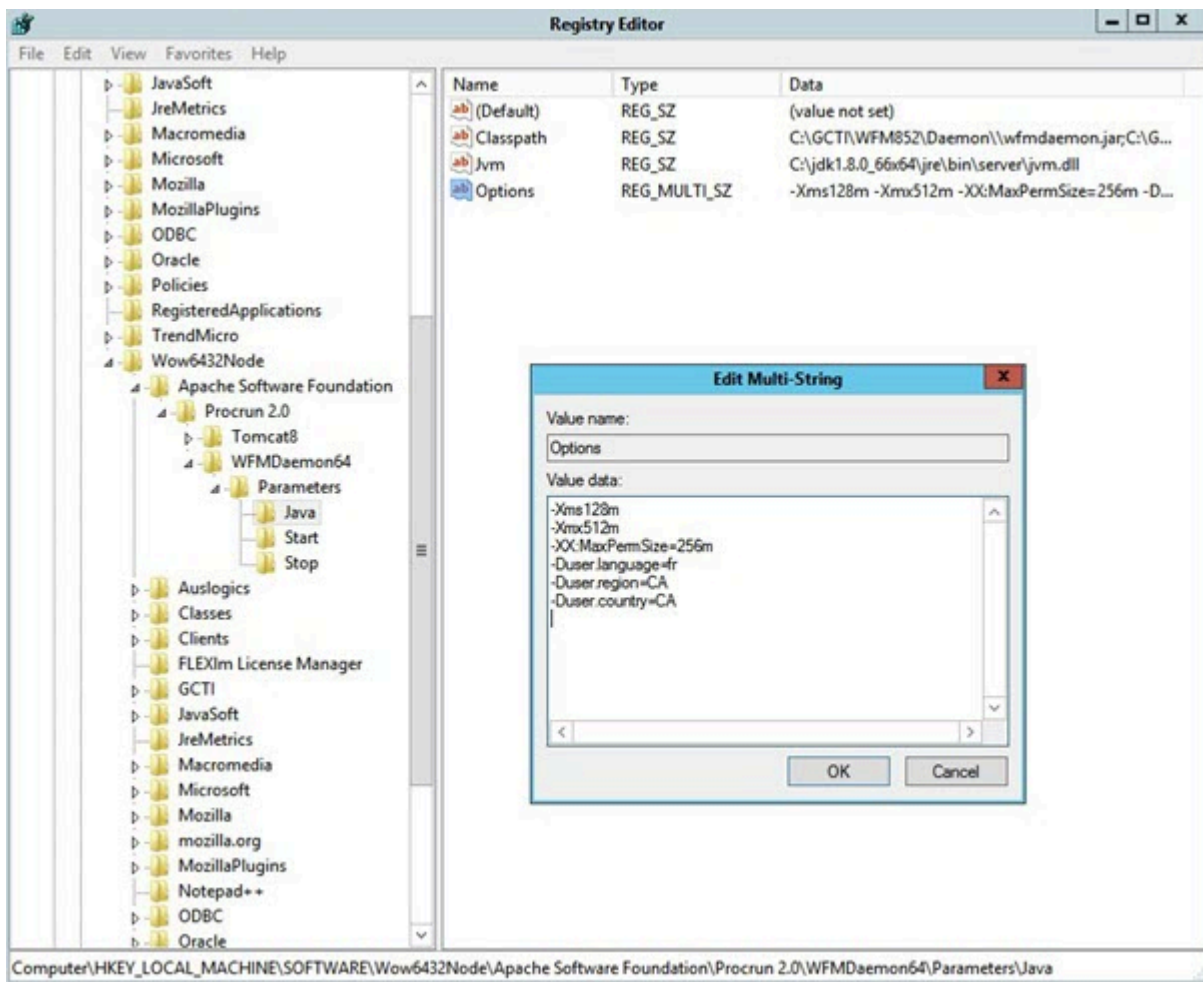 Registry Editor
File Edit View Favorites Help
JavaSoft
JreMetrics
Macromedia
Microsoft
Mozilla
MozillaPlugins
ODBC
Oracle
Policies
RegisteredApplications
TrendMicro
Wow6432Node
Apache Software Foundation
Procrun 2.0
Tomcat8
WFMDaemon64
Parameters
Java
Start
Stop
Auslogics
Classes
Clients
FLEXlm License Manager
GCTI
JavaSoft
JreMetrics
Macromedia
Microsoft
Mozilla
mozilla.org
MozillaPlugins
Notepad++
ODBC
Oracle
Name Type Data
ab (Default) REG_SZ (value not set)
ab Classpath REG_SZ C:\GCTI\WFM852\Daemon\\wfmdaemon.jar;C:\G...
ab Jvm REG_SZ C:\jdk1.8.0_66x64\jre\bin\server\jvm.dll
ab Options REG_MULTI_SZ -Xms128m -Xmx512m -XX:MaxPermSize=256m -D...
Edit Multi-String
Value name:
Options
Value data:
-Xms128m
-Xmx512m
-XX:MaxPermSize=256m
-Duser.language=fr
-Duser.region=CA
-Duser.country=CA
OK Cancel
Computer\HKEY_LOCAL_MACHINE\SOFTWARE\Wow6432Node\Apache Software Foundation\Procrun 2.0\WFMDaemon64\Parameters\Java